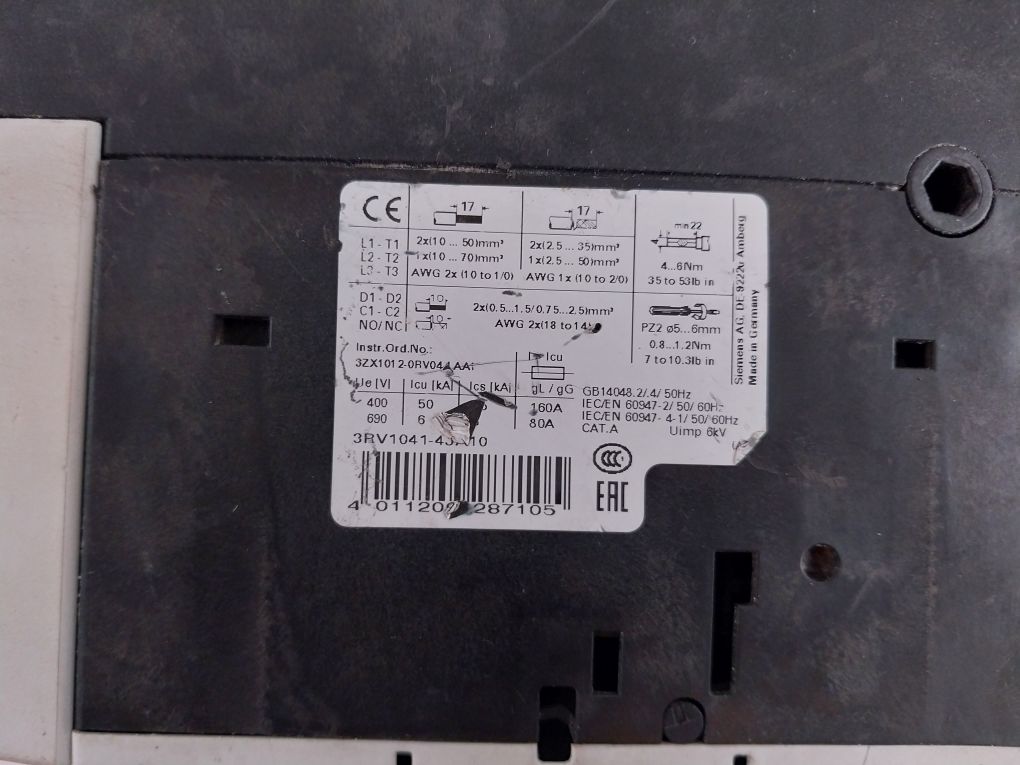 CE
17
17
L1 - T1
L2 - T2
L3 - T3
2x(10 ... 50)mm²
1x(10 ... 70)mm²
AWG 2x (10 to 1/0)
2x(2.5 ... 35)mm²
1x(2.5 ... 50)mm²
AWG 1x (10 to 2/0)
min 22
4...6Nm
35 to 53lb in
D1 - D2
C1 - C2
NO/ NC
10
10
2x(0.5...1.5/0.75...2.5)mm²
AWG 2x(18 to 14)
PZ2 ø5...6mm
0.8...1.2Nm
7 to 10.3lb in
Siemens AG, DE-92220 Amberg
Made in Germany
Instr.Ord.No.:
Icu
Ue [V]
Icu [kA]
Ics [kA]
gL / gG
400
50
160A
690
6
80A
GB14048.2/.4/ 50Hz
IEC/EN 60947-2/ 50/ 60Hz
IEC/EN 60947- 4-1/ 50/ 60Hz
CAT.A
Uimp 6kV
CCC
EAC